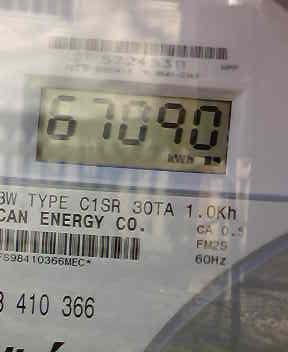 67090
kWh
3W TYPE C1SR 30TA 1.0Kh
CAN ENERGY CO.
CA 0.5
FM2S
60Hz
FS98410366MEC*
3 410 366